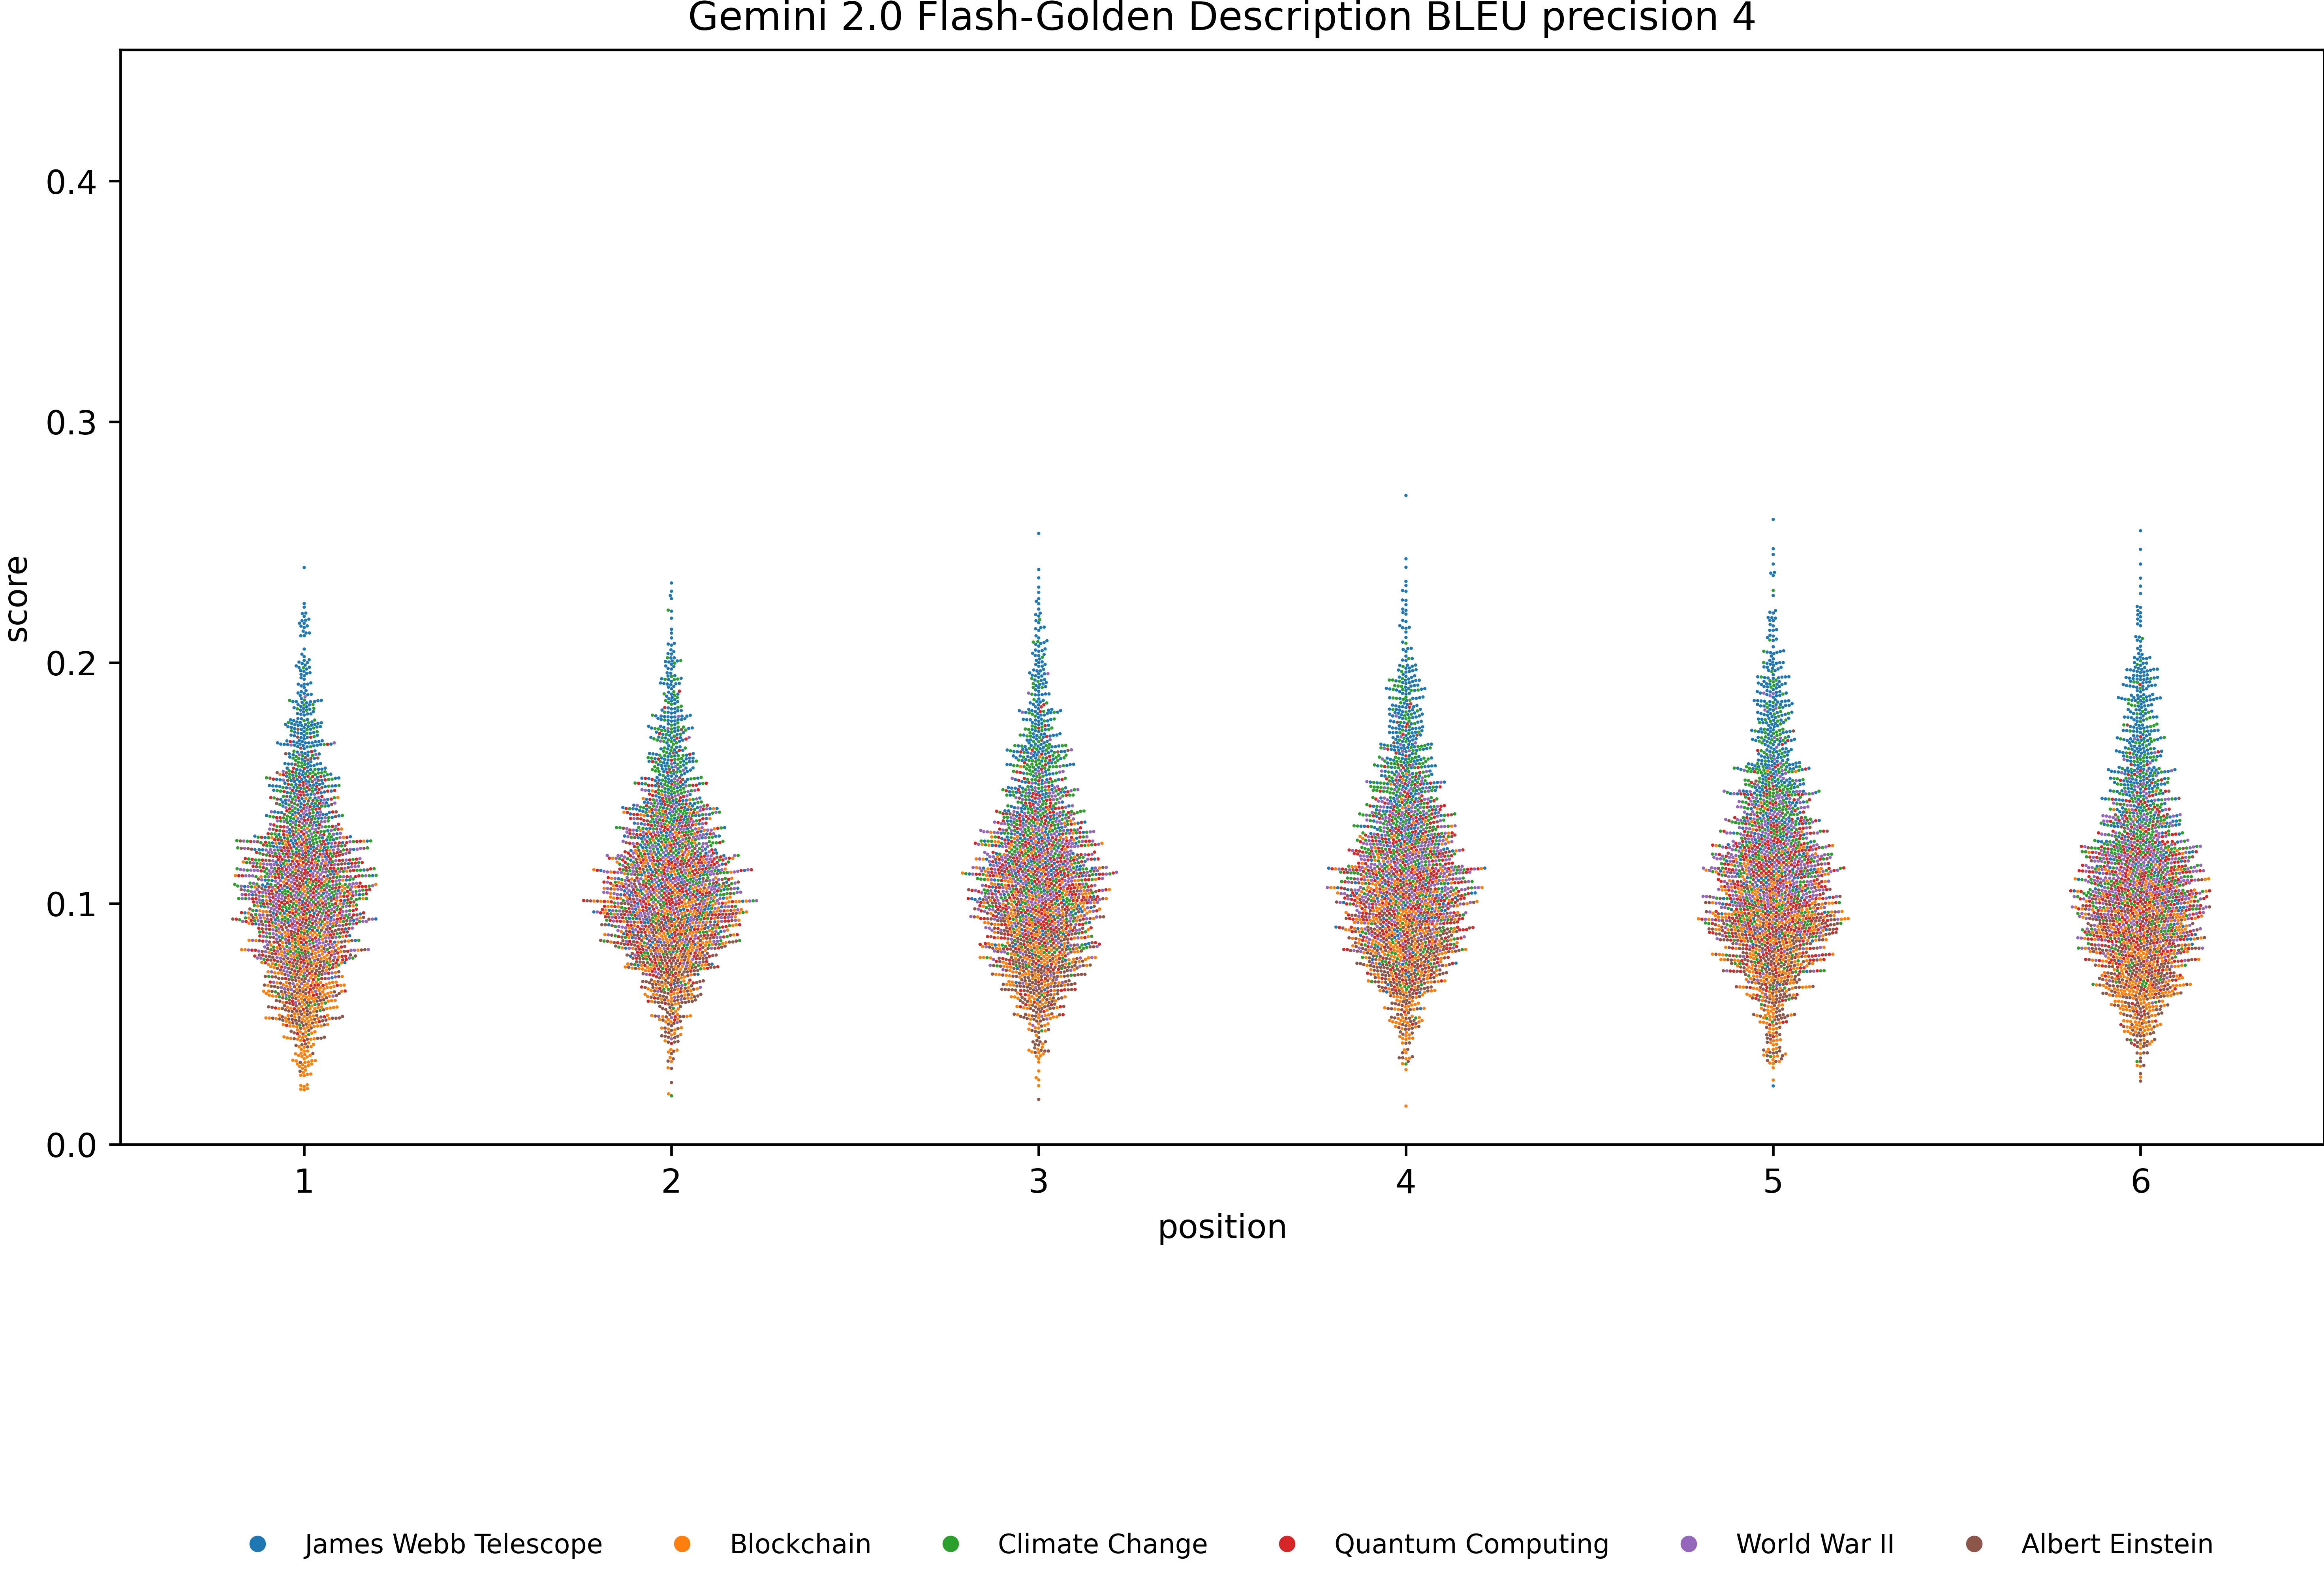 Gemini 2.0 Flash-Golden Description BLEU precision 4
0.4
0.3
0.2
0.1
0.0
score
1 2 3 4 5 6
position
James Webb Telescope Blockchain Climate Change Quantum Computing World War II Albert Einstein